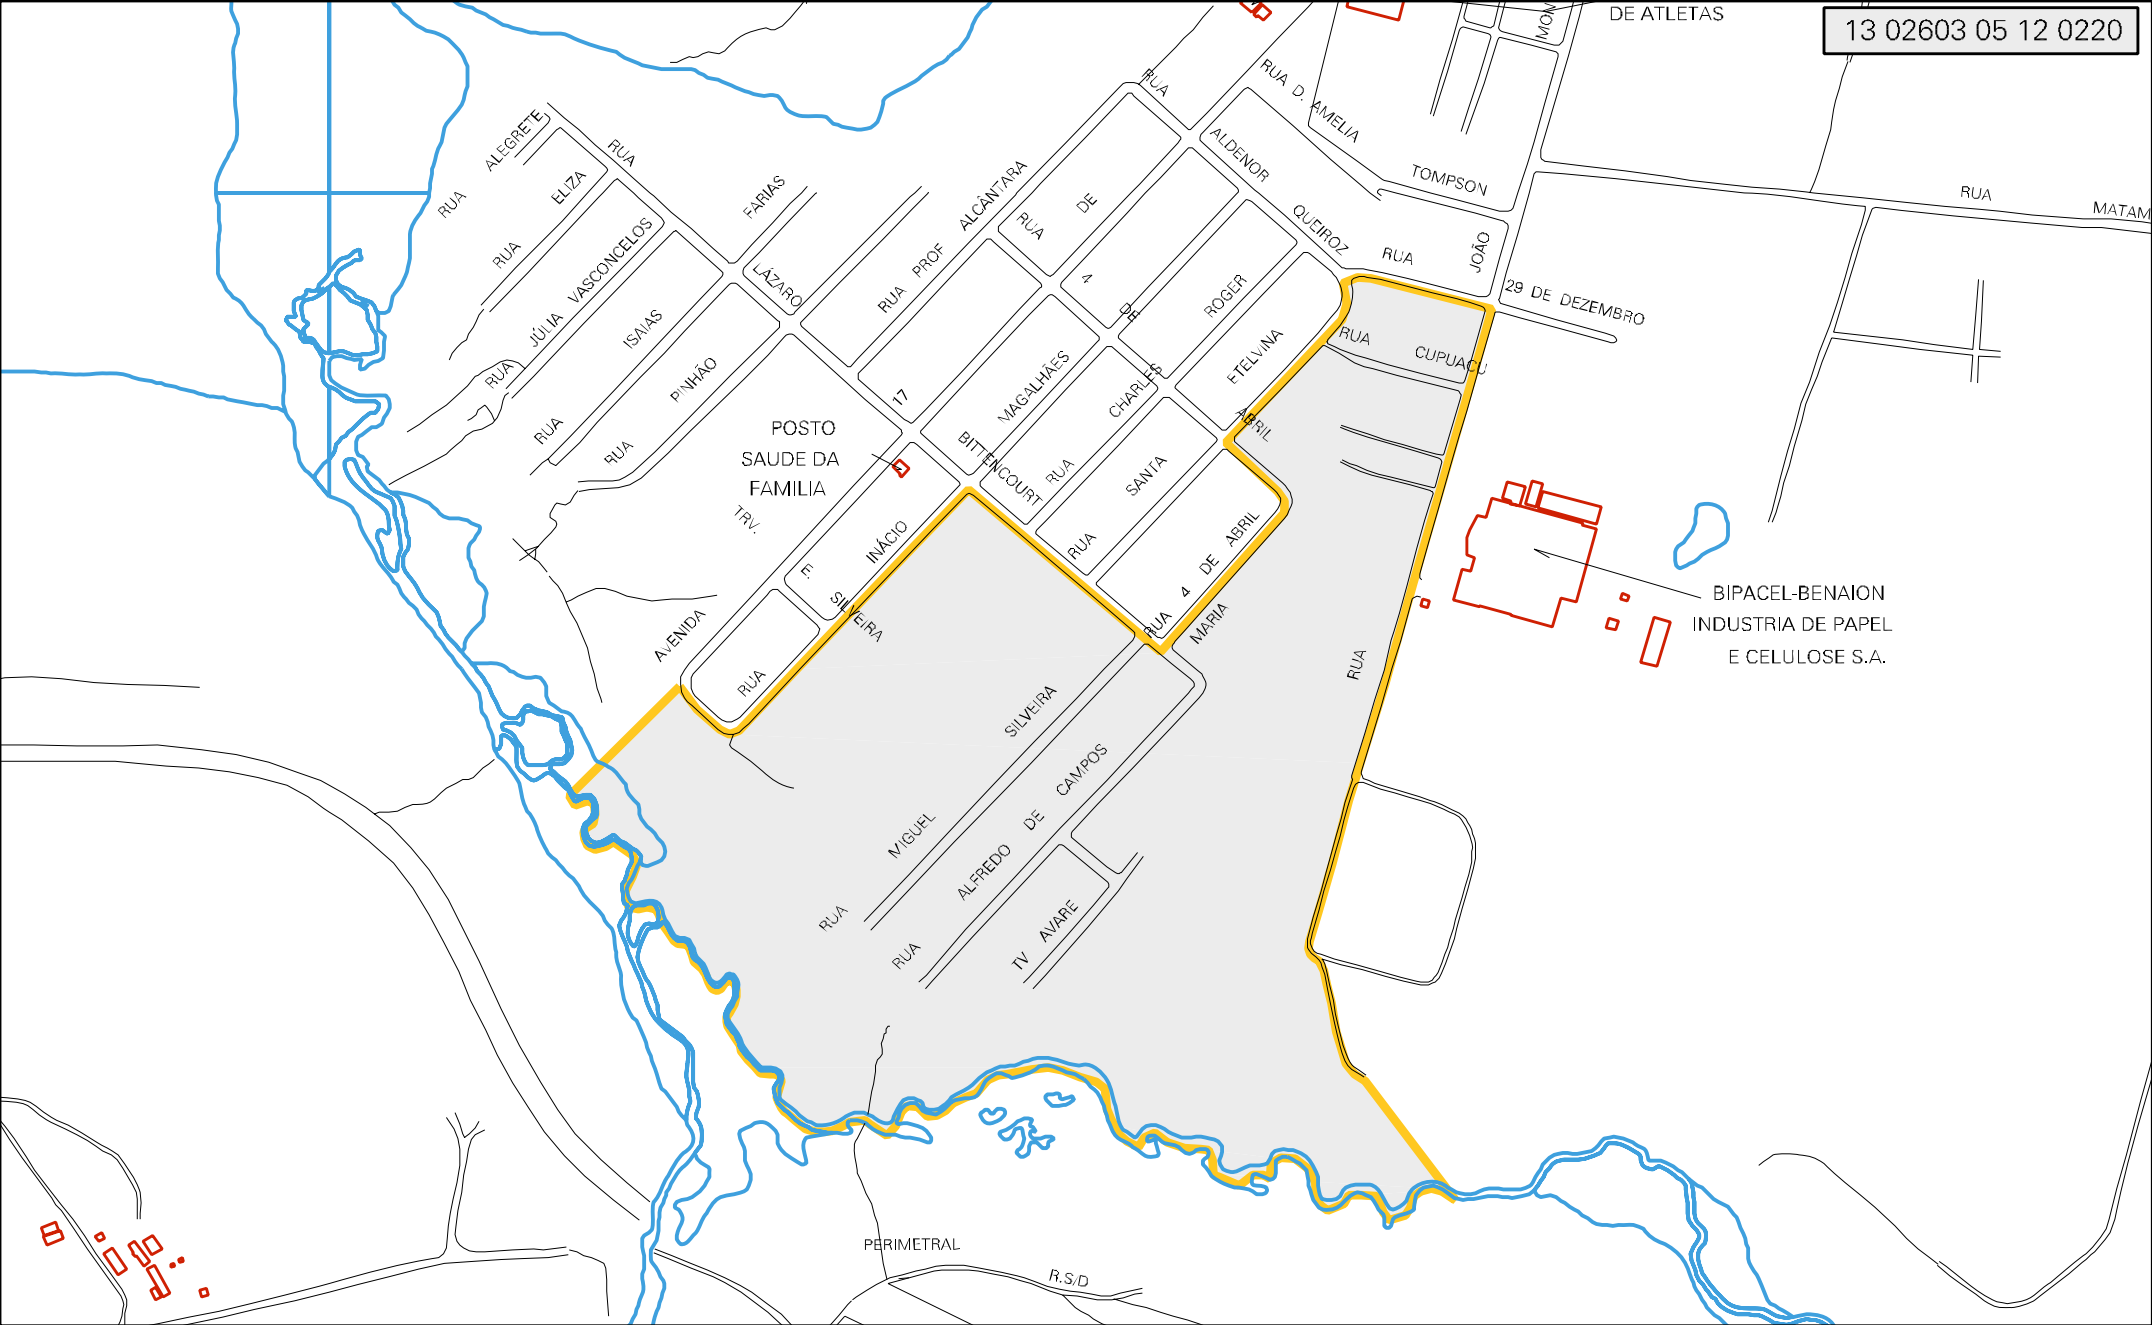 DE ATLETAS
13 02603 05 12 0220
MON
RUA
RUA D. AMELIA
ALEGRETE
RUA
ALDENOR
TOMPSON
RUA
MATAM
ELIZA
FARIAS
ALCÂNTARA
DE
RUA
RUA
QUEIROZ
RUA
JOÃO
RUA
VASCONCELOS
PROF
LÁZARO
RUA
4
DE
ROGER
29 DE DEZEMBRO
JÚLIA
ISAIAS
RUA
CUPUACU
ETELVINA
RUA
PINHÃO
17
MAGALHÃES
CHARLES
ABRIL
POSTO
SAUDE DA
FAMILIA
RUA
RUA
BITTENCOURT
RUA
SANTA
TRV.
INÁCIO
RUA
4 DE ABRIL
E.
SILVEIRA
AVENIDA
RUA
MARIA
BIPACEL-BENAION
INDUSTRIA DE PAPEL
E CELULOSE S.A.
RUA
RUA
SILVEIRA
CAMPOS
DE
MIGUEL
ALFREDO
RUA
RUA
TV AVARE
PERIMETRAL
R.S/D